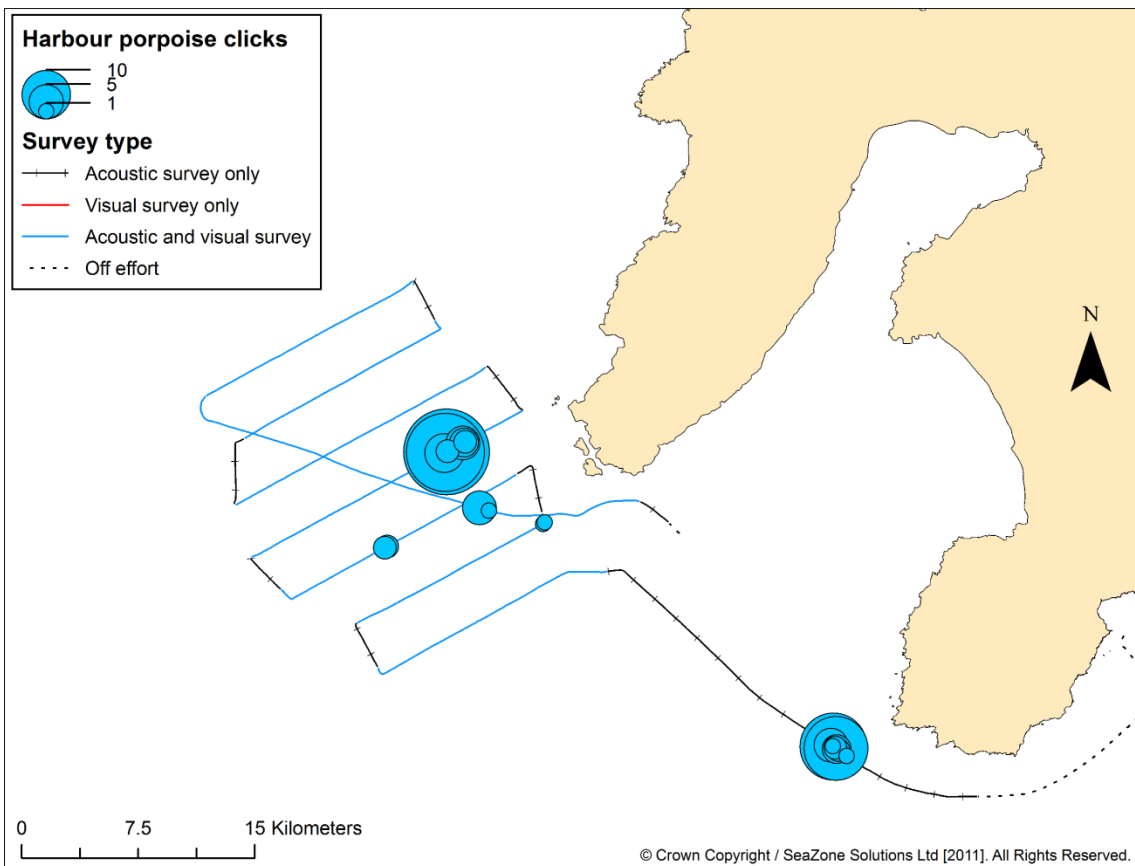 Harbour porpoise clicks
10
5
1
Survey type
Acoustic survey only
Visual survey only
Acoustic and visual survey
Off effort
N
0 7.5 15 Kilometers
© Crown Copyright / SeaZone Solutions Ltd [2011]. All Rights Reserved.